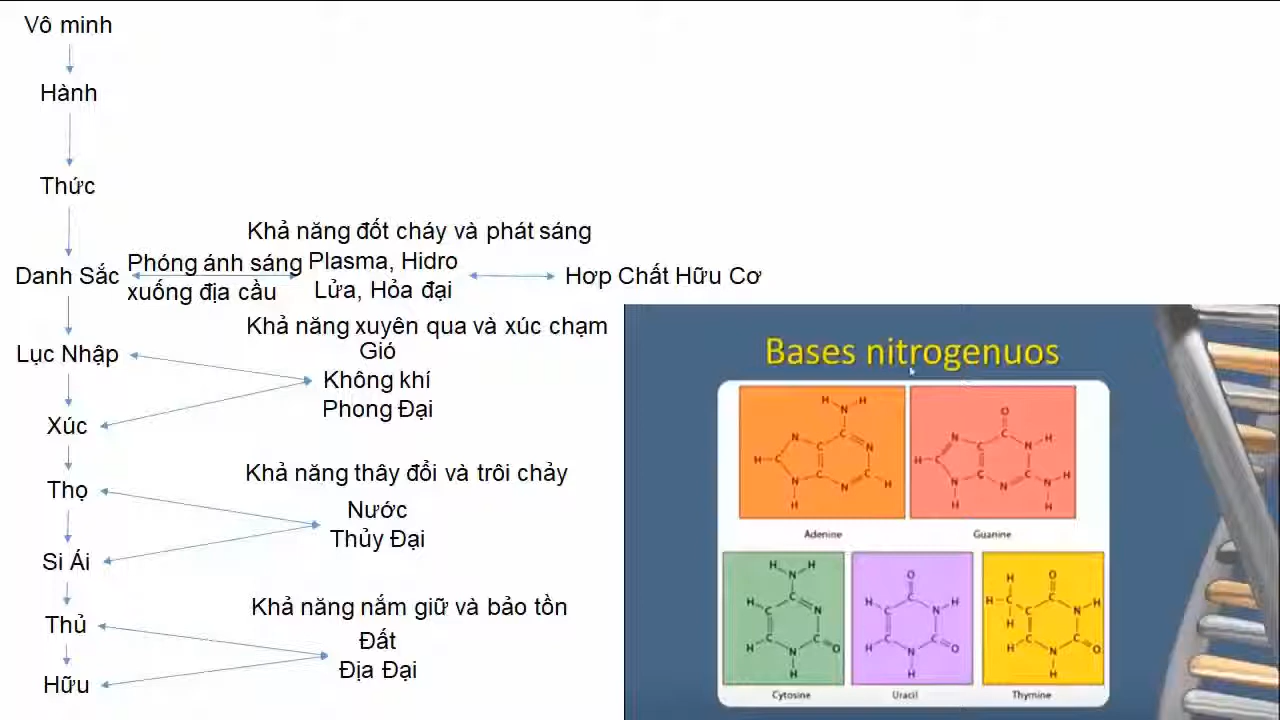 Vô minh
Hành
Thức
Khả năng đốt cháy và phát sáng
Danh Sắc
Phóng ánh sáng
xuống địa cầu
Plasma, Hidro
Lửa, Hỏa đại
Hơp Chất Hữu Cơ
Khả năng xuyên qua và xúc chạm
Lục Nhập
Gió
Không khí
Phong Đại
Xúc
Khả năng thây đổi và trôi chảy
Thọ
Nước
Thủy Đại
Si Ái
Khả năng nắm giữ và bảo tồn
Thủ
Đất
Địa Đại
Hữu
Bases nitrogenuos
Adenine
Guanine
Cytosine
Uracil
Thymine